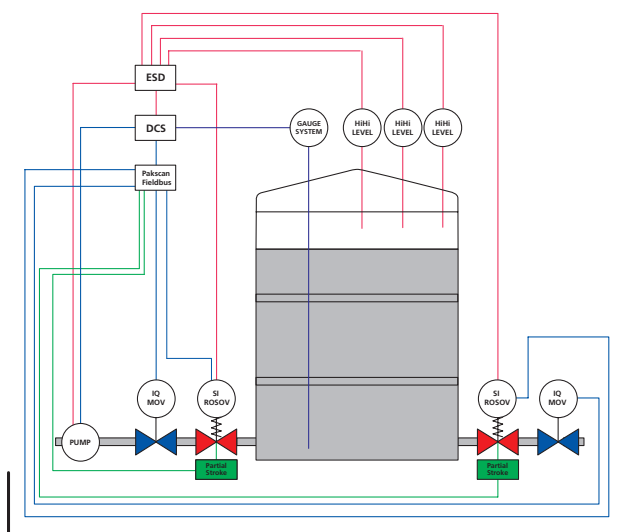 ESD
DCS
GAUGE
SYSTEM
HiHi
LEVEL
HiHi
LEVEL
HiHi
LEVEL
Pakscan
Fieldbus
IQ
MOV
SI
ROSOV
SI
ROSOV
IQ
MOV
PUMP
Partial
Stroke
Partial
Stroke